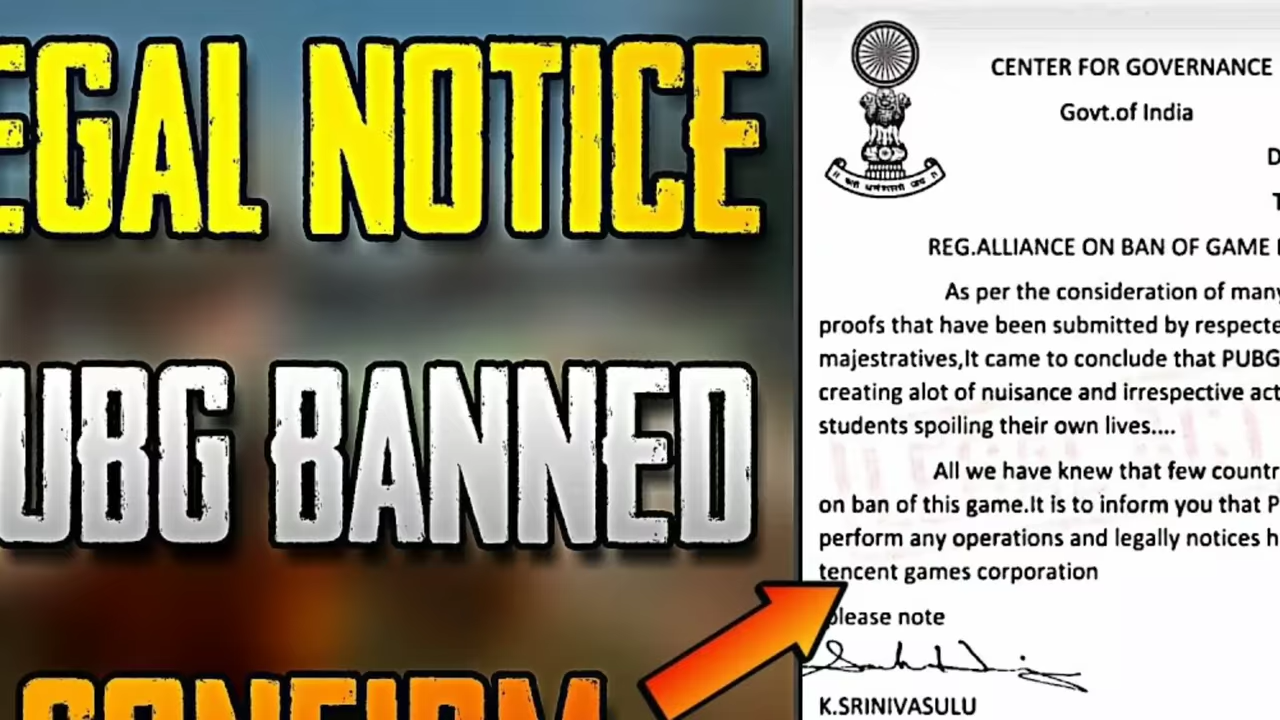 EGAL NOTICE
UBG BANNED
CONFIRM
CENTER FOR GOVERNANCE
Govt.of India
D
T
REG.ALLIANCE ON BAN OF GAME
As per the consideration of many
proofs that have been submitted by respecte
majestratives,It came to conclude that PUBG
creating alot of nuisance and irrespective act
students spoiling their own lives....
All we have knew that few countr
on ban of this game.It is to inform you that P
perform any operations and legally notices h
tencent games corporation
please note
K.SRINIVASULU